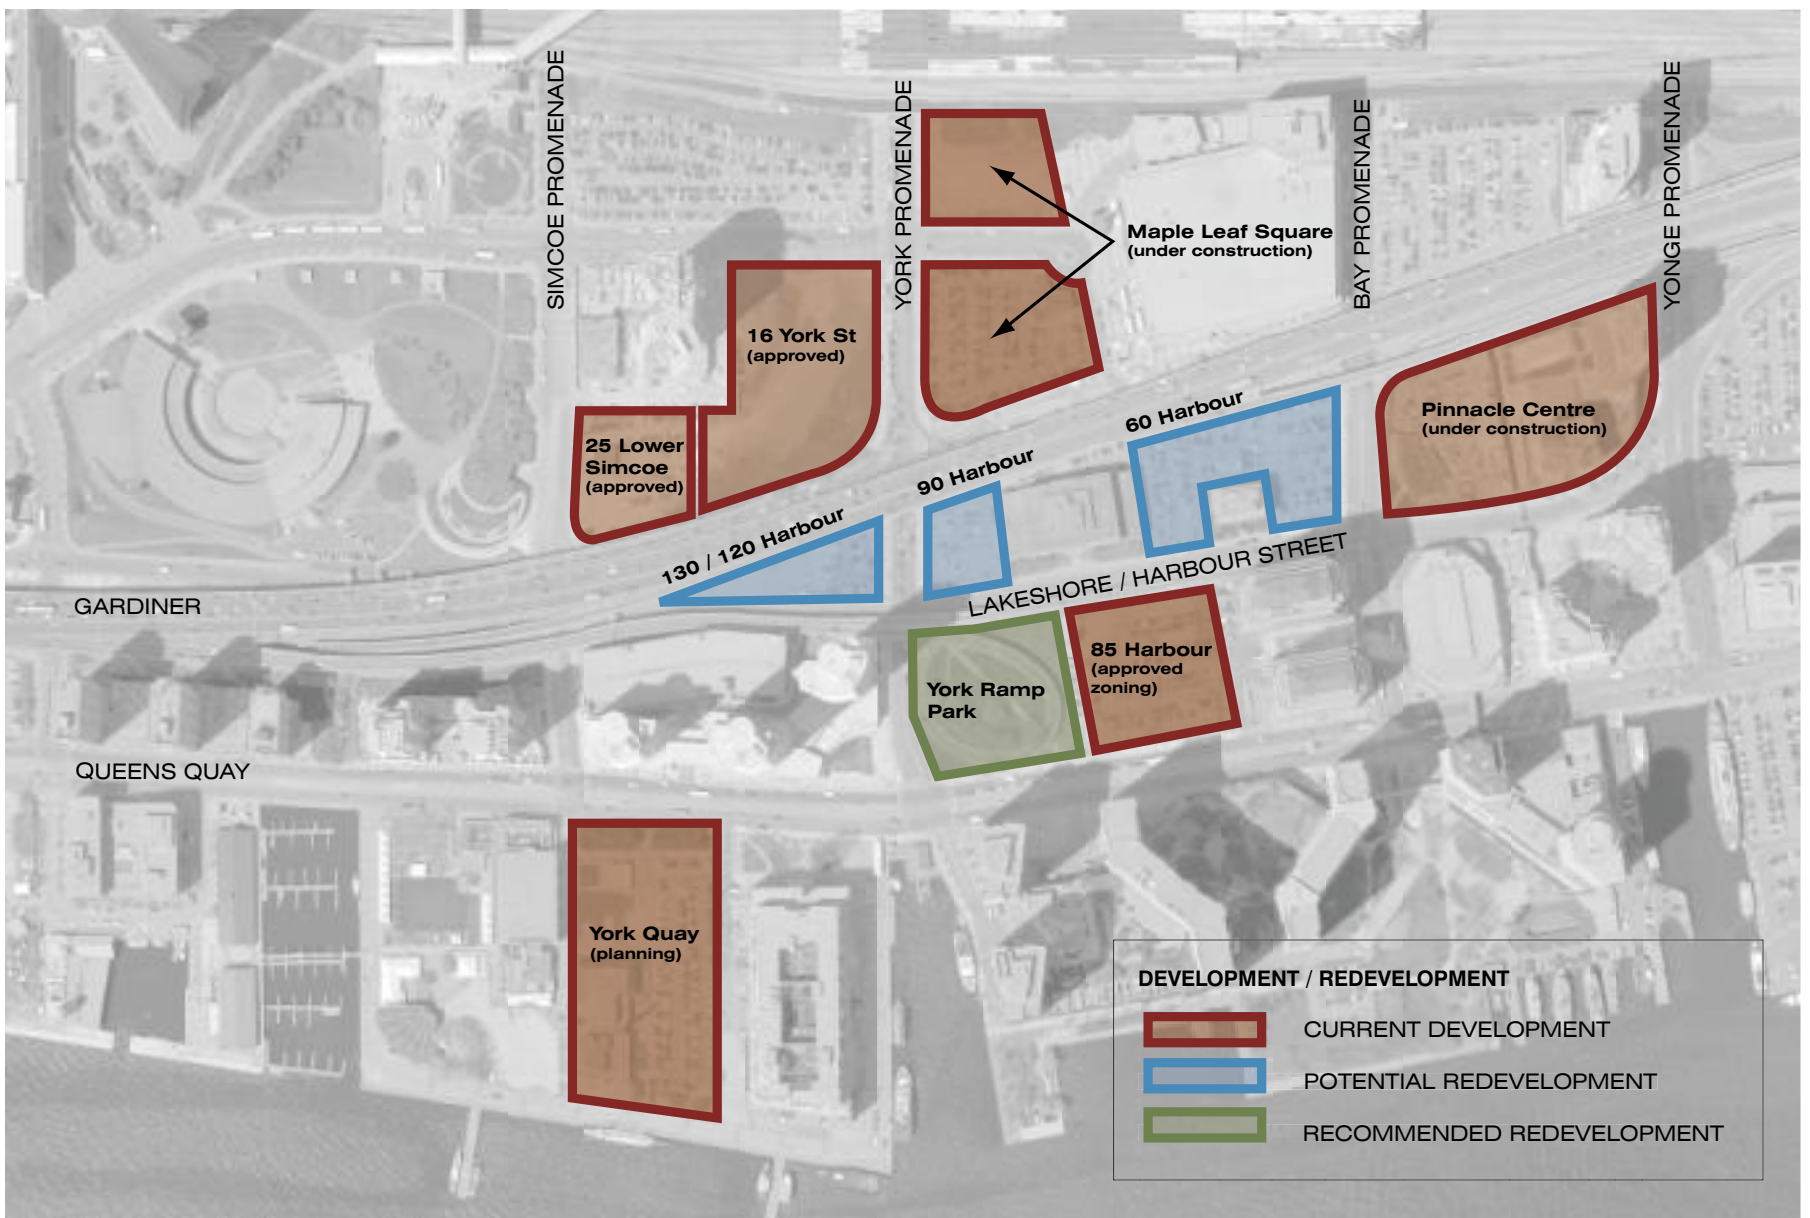 SIMCOE PROMENADE
YORK PROMENADE
BAY PROMENADE
YONGE PROMENADE
Maple Leaf Square
(under construction)
16 York St
(approved)
25 Lower
Simcoe
(approved)
Pinnacle Centre
(under construction)
60 Harbour
90 Harbour
130 / 120 Harbour
LAKESHORE / HARBOUR STREET
GARDINER
85 Harbour
(approved
zoning)
York Ramp
Park
QUEENS QUAY
York Quay
(planning)
DEVELOPMENT / REDEVELOPMENT
CURRENT DEVELOPMENT
POTENTIAL REDEVELOPMENT
RECOMMENDED REDEVELOPMENT